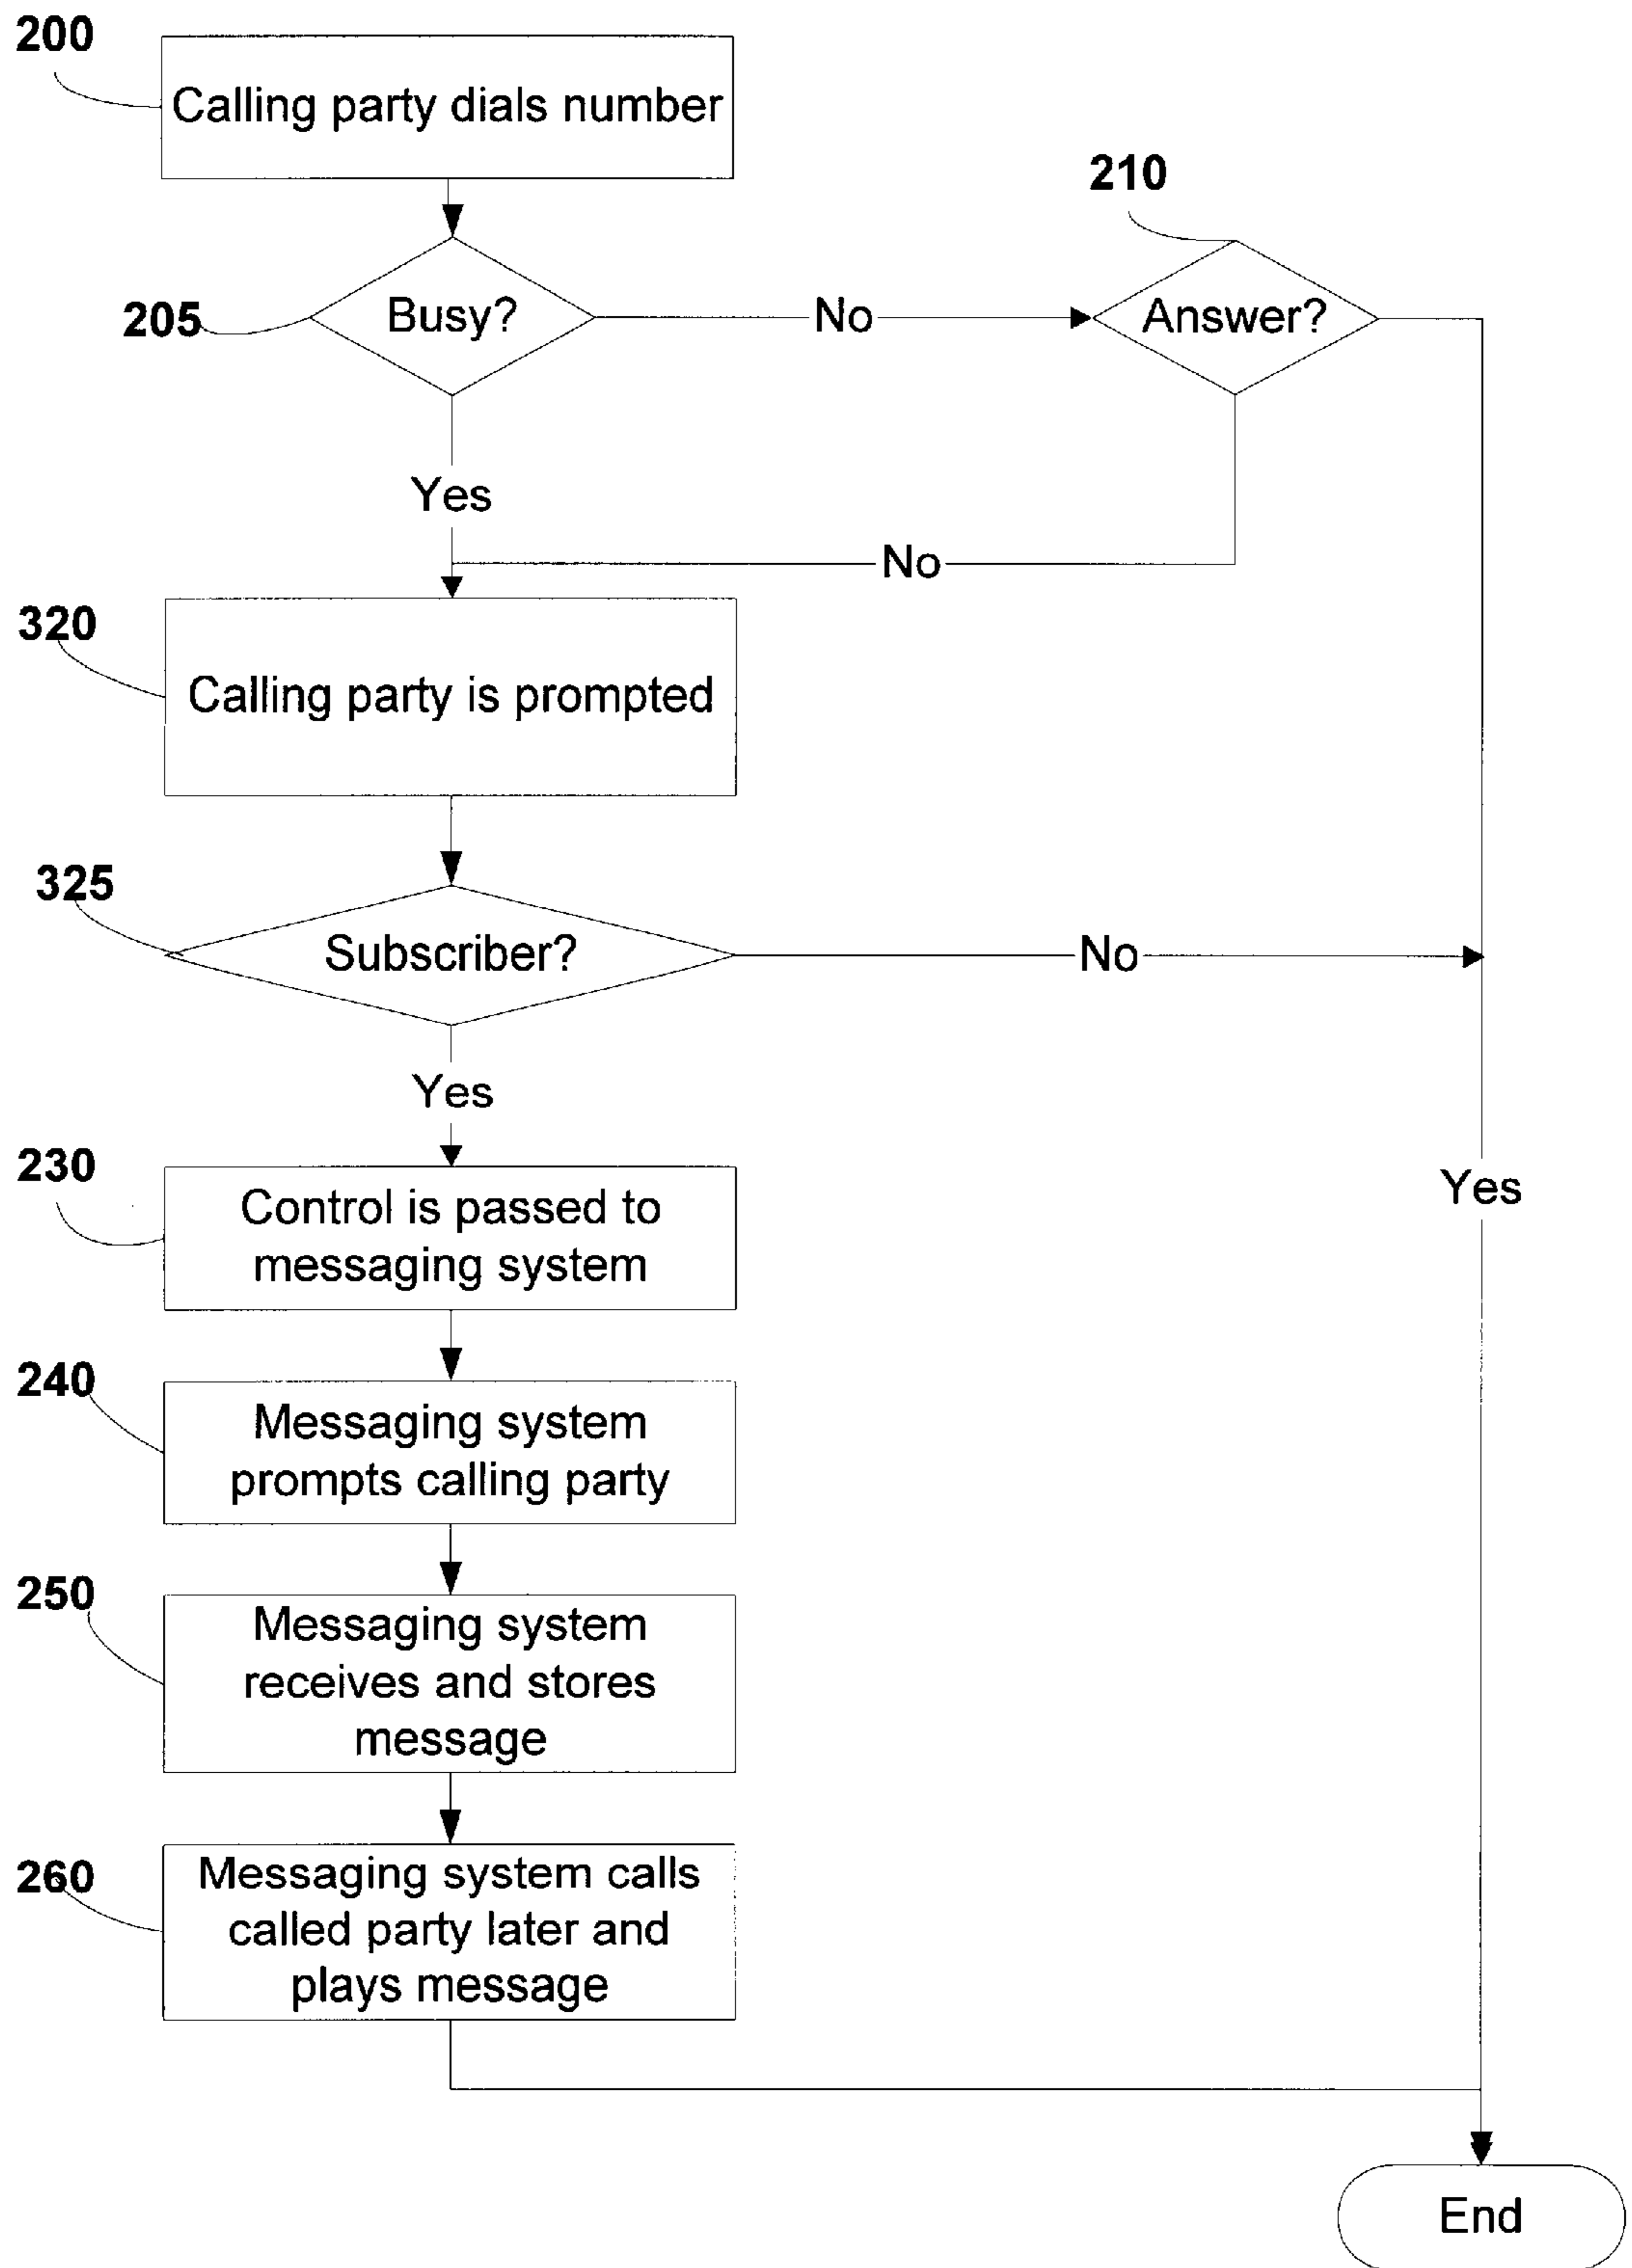 200
Calling party dials number
210
205
Busy?
No
Answer?
Yes
No
320
Calling party is prompted
325
Subscriber?
No
Yes
230
Control is passed to
messaging system
Yes
240
Messaging system
prompts calling party
250
Messaging system
receives and stores
message
260
Messaging system calls
called party later and
plays message
End